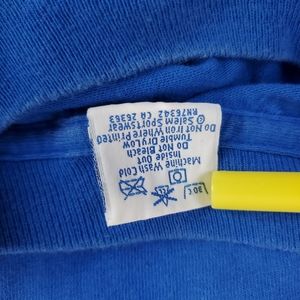 30°C
Machine Wash Cold
Inside Out
Do Not Bleach
Tumble Dry Low
Do Not Iron Where Printed
© Salem Sportswear
RN76342 CA 26363